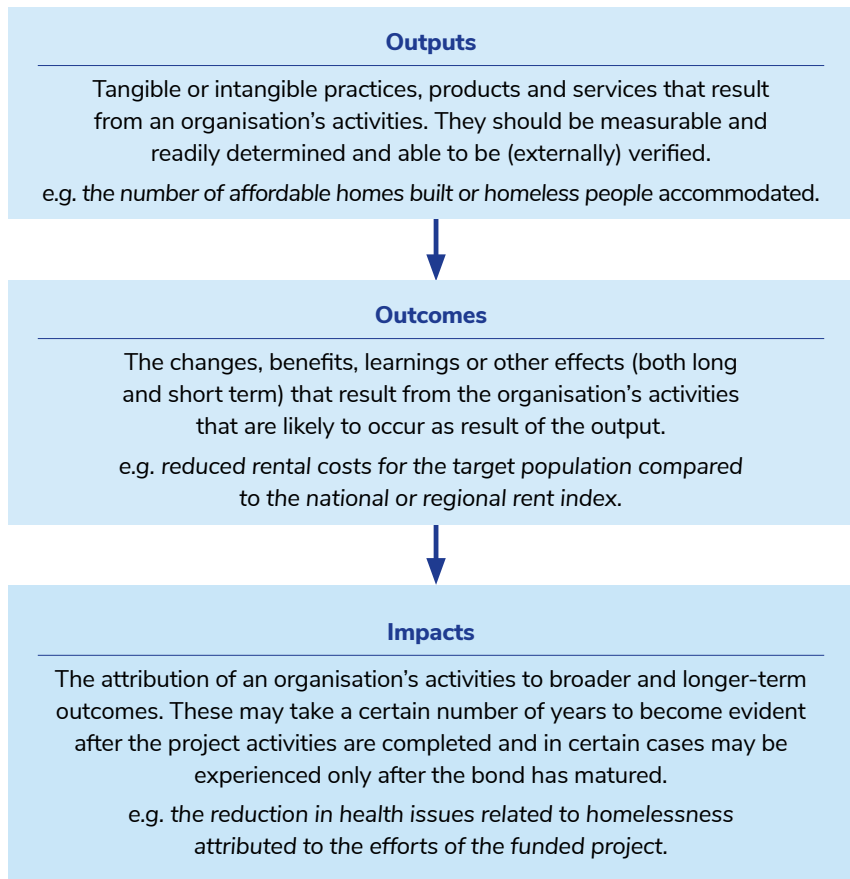 Outputs
Tangible or intangible practices, products and services that result
from an organisation’s activities. They should be measurable and
readily determined and able to be (externally) verified.
e.g. the number of affordable homes built or homeless people accommodated.
Outcomes
The changes, benefits, learnings or other effects (both long
and short term) that result from the organisation’s activities
that are likely to occur as result of the output.
e.g. reduced rental costs for the target population compared
to the national or regional rent index.
Impacts
The attribution of an organisation’s activities to broader and longer-term
outcomes. These may take a certain number of years to become evident
after the project activities are completed and in certain cases may be
experienced only after the bond has matured.
e.g. the reduction in health issues related to homelessness
attributed to the efforts of the funded project.